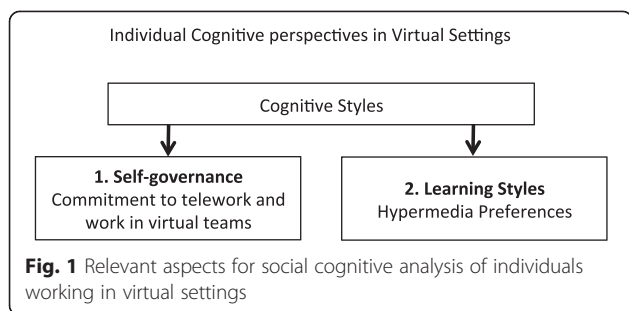 Individual Cognitive perspectives in Virtual Settings
Cognitive Styles
1. Self-governance
Commitment to telework and
work in virtual teams
2. Learning Styles
Hypermedia Preferences
Fig. 1 Relevant aspects for social cognitive analysis of individuals
working in virtual settings